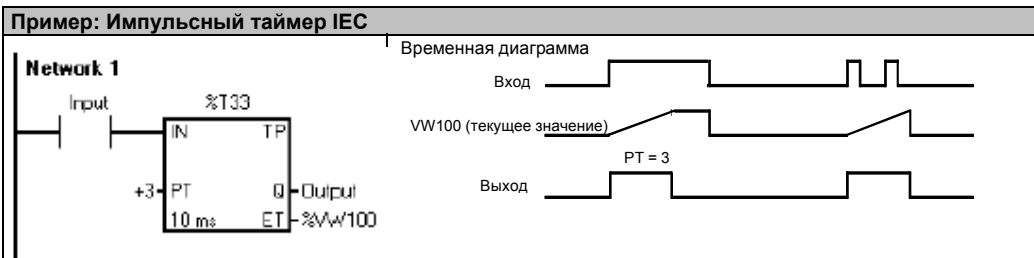 Пример: Импульсный таймер IEC
Network 1
Input
%T33
IN TP
+3 PT Q Output
10 ms ET %VW100
Временная диаграмма
Вход
VW100 (текущее значение)
PT = 3
Выход